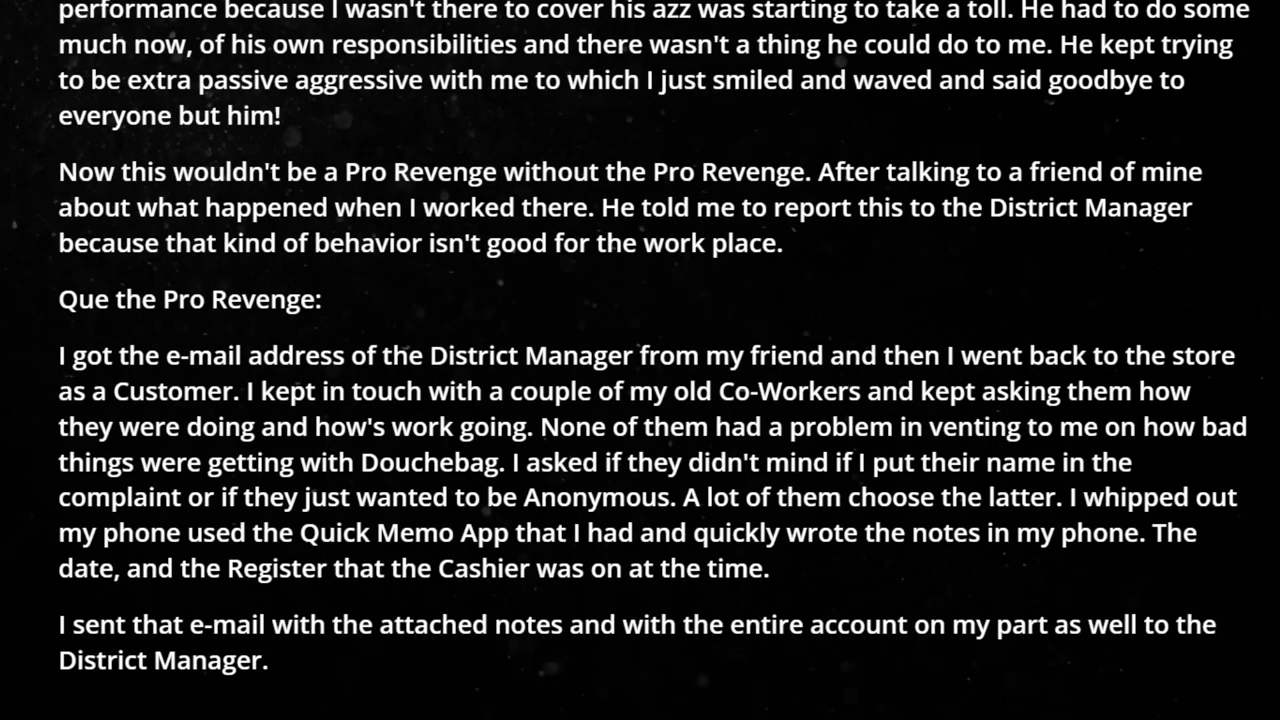 performance because I wasn't there to cover his azz was starting to take a toll. He had to do some
much now, of his own responsibilities and there wasn't a thing he could do to me. He kept trying
to be extra passive aggressive with me to which I just smiled and waved and said goodbye to
everyone but him!
Now this wouldn't be a Pro Revenge without the Pro Revenge. After talking to a friend of mine
about what happened when I worked there. He told me to report this to the District Manager
because that kind of behavior isn't good for the work place.
Que the Pro Revenge:
I got the e-mail address of the District Manager from my friend and then I went back to the store
as a Customer. I kept in touch with a couple of my old Co-Workers and kept asking them how
they were doing and how's work going. None of them had a problem in venting to me on how bad
things were getting with Douchebag. I asked if they didn't mind if I put their name in the
complaint or if they just wanted to be Anonymous. A lot of them choose the latter. I whipped out
my phone used the Quick Memo App that I had and quickly wrote the notes in my phone. The
date, and the Register that the Cashier was on at the time.
I sent that e-mail with the attached notes and with the entire account on my part as well to the
District Manager.